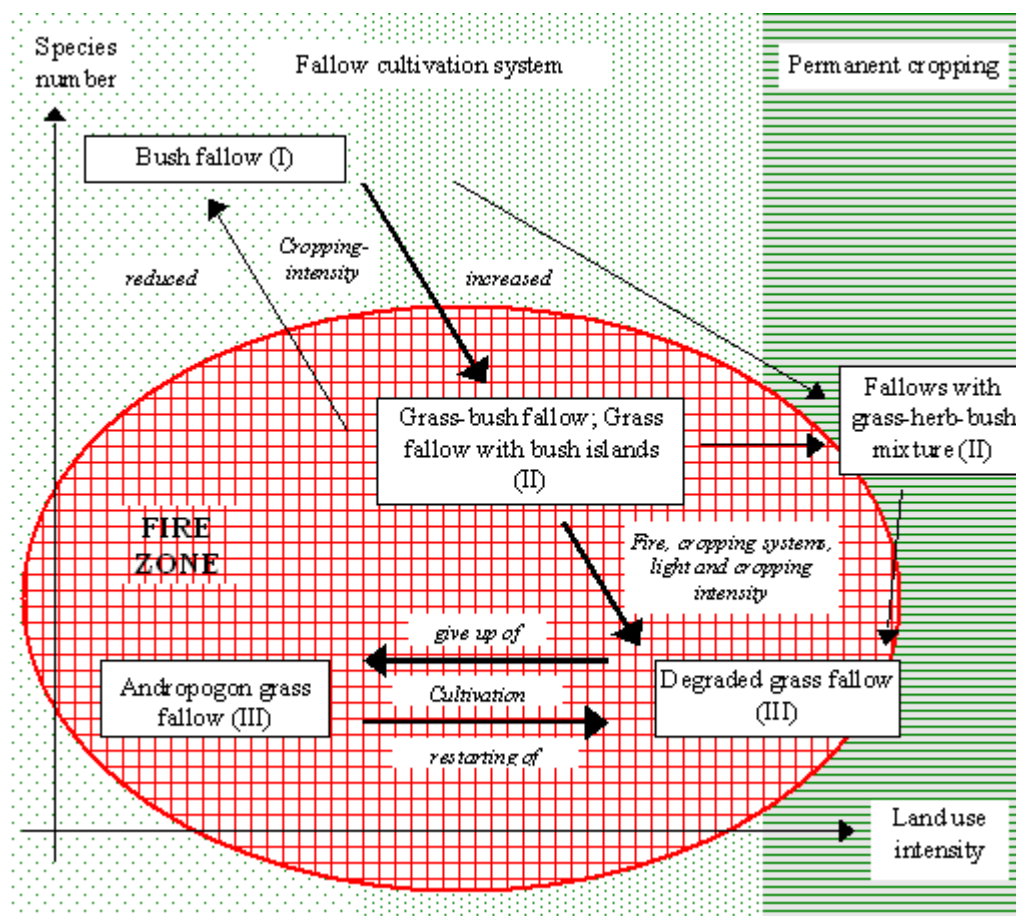 Species
number
Fallow cultivation system
Permanent cropping
Bush fallow (I)
Cropping-
intensity
reduced
increased
Fallows with
grass-herb-bush
mixture (II)
Grass-bush fallow; Grass
fallow with bush islands
(II)
FIRE
ZONE
Fire, cropping systems,
light and cropping
intensity
give up of
Andropogon grass
fallow (III)
Cultivation
Degraded grass fallow
(III)
restarting of
Land use
intensity